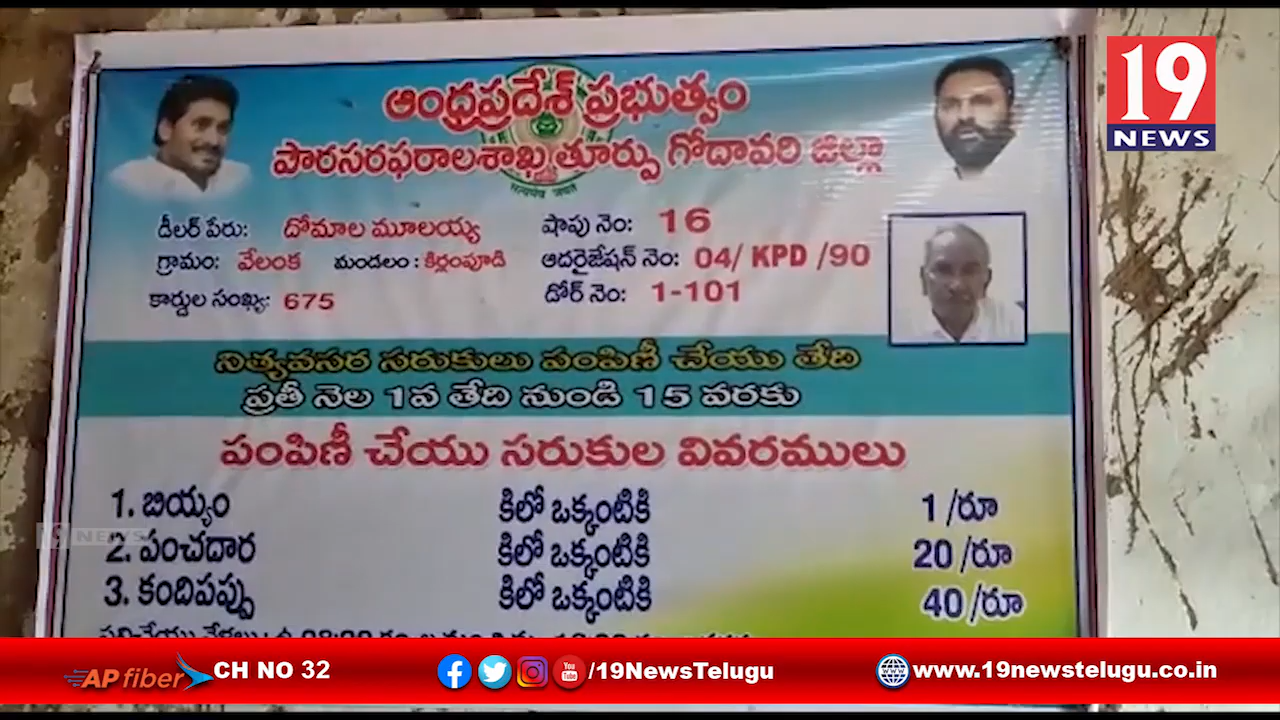 ఆంధ్రప్రదేశ్ ప్రభుత్వం
పౌరసరఫరాలశాఖ తూర్పు గోదావరి జిల్లా
19
NEWS
డీలర్ పేరు: దోమాల మూలయ్య షాపు నెం: 16
గ్రామం: వేలంక మండలం : కిర్లంపూడి ఆదరైజేషన్ నెం: 04/ KPD /90
కార్డుల సంఖ్య: 675 డోర్ నెం: 1-101
నిత్యవసర సరుకులు పంపిణీ చేయు తేది
ప్రతీ నెల 1వ తేది నుండి 15 వరకు
పంపిణీ చేయు సరుకుల వివరములు
1. బియ్యం కిలో ఒక్కంటికి 1 /రూ
19 NEWS
2. పంచదార కిలో ఒక్కంటికి 20 /రూ
3. కందిపప్పు కిలో ఒక్కంటికి 40 /రూ
AP fiber CH NO 32 /19NewsTelugu www.19newstelugu.co.in